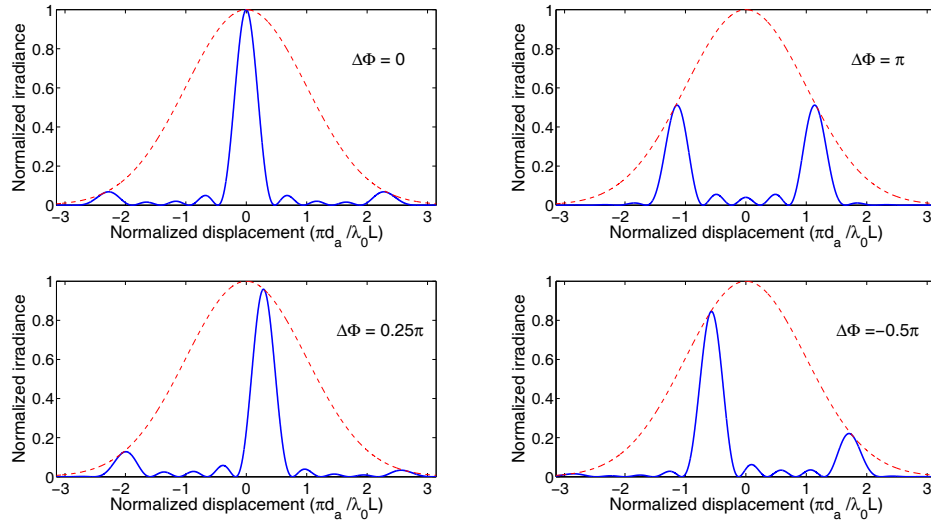 Normalized irradiance
1
0.8
0.6
0.4
0.2
0
−3 −2 −1 0 1 2 3
Normalized displacement (πd_a/λ_0L)
ΔΦ = 0
Normalized irradiance
1
0.8
0.6
0.4
0.2
0
−3 −2 −1 0 1 2 3
Normalized displacement (πd_a/λ_0L)
ΔΦ = π
Normalized irradiance
1
0.8
0.6
0.4
0.2
0
−3 −2 −1 0 1 2 3
Normalized displacement (πd_a/λ_0L)
ΔΦ = 0.25π
Normalized irradiance
1
0.8
0.6
0.4
0.2
0
−3 −2 −1 0 1 2 3
Normalized displacement (πd_a/λ_0L)
ΔΦ =−0.5π